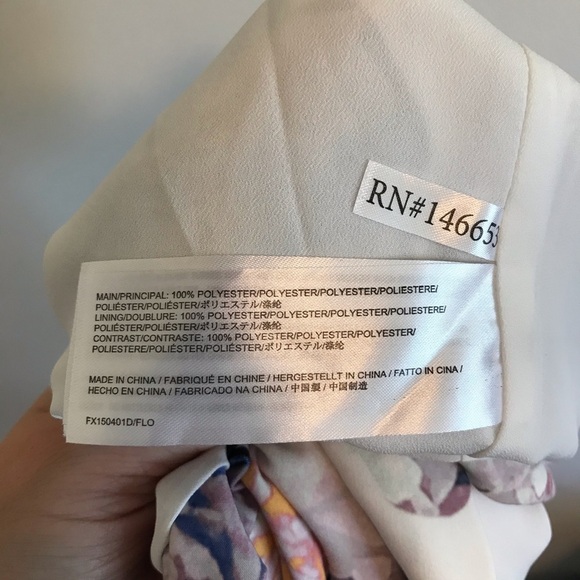 RN#146653
MAIN/PRINCIPAL: 100% POLYESTER/POLYESTER/POLYESTER/POLIESTERE/
POLIÉSTER/POLIÉSTER/ポリエステル/涤纶
LINING/DOUBLURE: 100% POLYESTER/POLYESTER/POLYESTER/
POLIESTERE/POLIÉSTER/POLIÉSTER/ポリエステル/涤纶
CONTRAST/CONTRASTE: 100% POLYESTER/POLYESTER/
POLYESTER/POLIESTERE/POLIÉSTER/POLIÉSTER/ポリエステル/涤纶
MADE IN CHINA / FABRIQUÉ EN CHINE / HERGESTELLT IN CHINA / FATTO IN CINA /
HECHO EN CHINA / FABRICADO NA CHINA / 中国製 / 中国制造
FX150401D/FLO